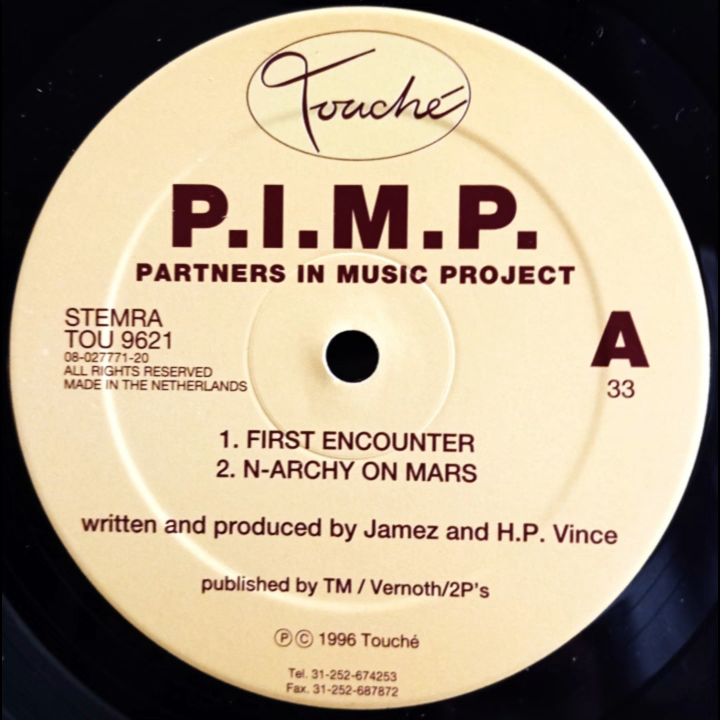 Touché
P.I.M.P.
PARTNERS IN MUSIC PROJECT
STEMRA
TOU 9621
08-027771-20
ALL RIGHTS RESERVED
MADE IN THE NETHERLANDS
A
33
1. FIRST ENCOUNTER
2. N-ARCHY ON MARS
written and produced by Jamez and H.P. Vince
published by TM / Vernoth/2P's
Ⓟ© 1996 Touché
Tel. 31-252-674253
Fax. 31-252-687872